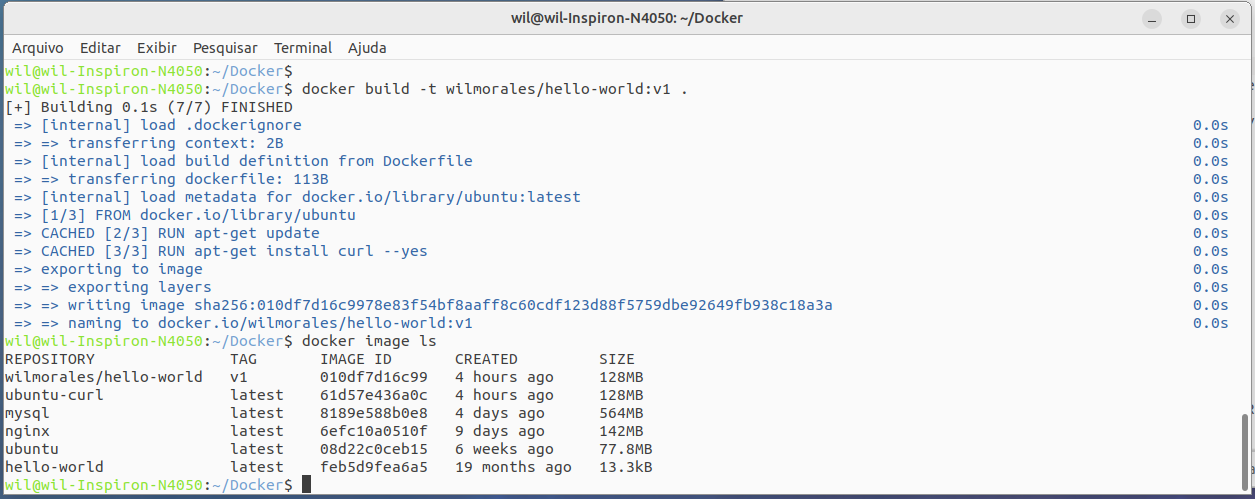 wil@wil-Inspiron-N4050: ~/Docker
Arquivo Editar Exibir Pesquisar Terminal Ajuda
wil@wil-Inspiron-N4050:~/Docker$
wil@wil-Inspiron-N4050:~/Docker$ docker build -t wilmorales/hello-world:v1 .
[+] Building 0.1s (7/7) FINISHED
=> [internal] load .dockerignore 0.0s
=> => transferring context: 2B 0.0s
=> [internal] load build definition from Dockerfile 0.0s
=> => transferring dockerfile: 113B 0.0s
=> [internal] load metadata for docker.io/library/ubuntu:latest 0.0s
=> [1/3] FROM docker.io/library/ubuntu 0.0s
=> CACHED [2/3] RUN apt-get update 0.0s
=> CACHED [3/3] RUN apt-get install curl --yes 0.0s
=> exporting to image 0.0s
=> => exporting layers 0.0s
=> => writing image sha256:010df7d16c9978e83f54bf8aaff8c60cdf123d88f5759dbe92649fb938c18a3a 0.0s
=> => naming to docker.io/wilmorales/hello-world:v1 0.0s
wil@wil-Inspiron-N4050:~/Docker$ docker image ls
REPOSITORY TAG IMAGE ID CREATED SIZE
wilmorales/hello-world v1 010df7d16c99 4 hours ago 128MB
ubuntu-curl latest 61d57e436a0c 4 hours ago 128MB
mysql latest 8189e588b0e8 4 days ago 564MB
nginx latest 6efc10a0510f 9 days ago 142MB
ubuntu latest 08d22c0ceb15 6 weeks ago 77.8MB
hello-world latest feb5d9fea6a5 19 months ago 13.3kB
wil@wil-Inspiron-N4050:~/Docker$